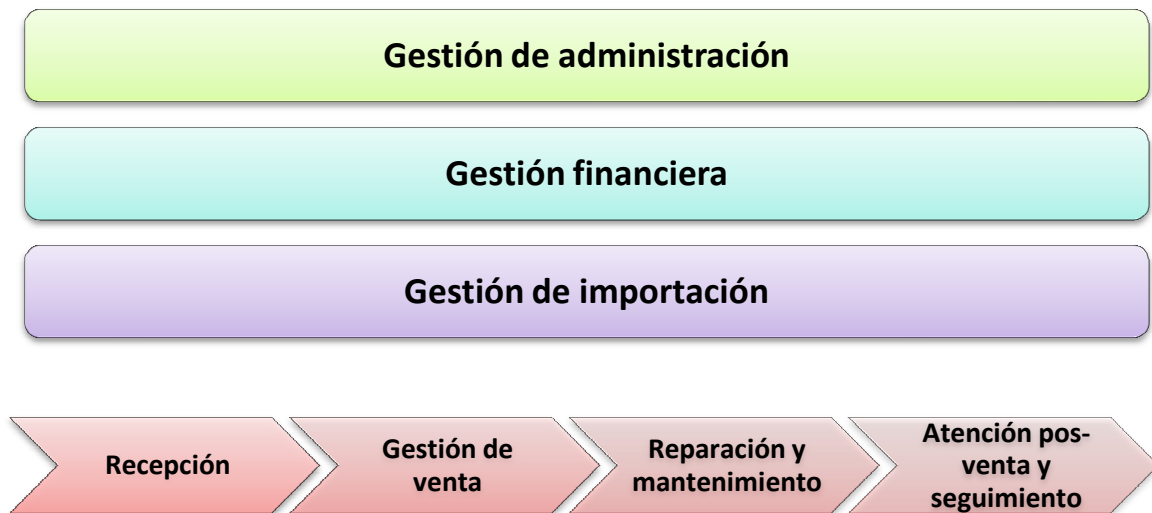 Gestión de administración
Gestión financiera
Gestión de importación
Recepción
Gestión de
venta
Reparación y
mantenimiento
Atención pos-
venta y
seguimiento